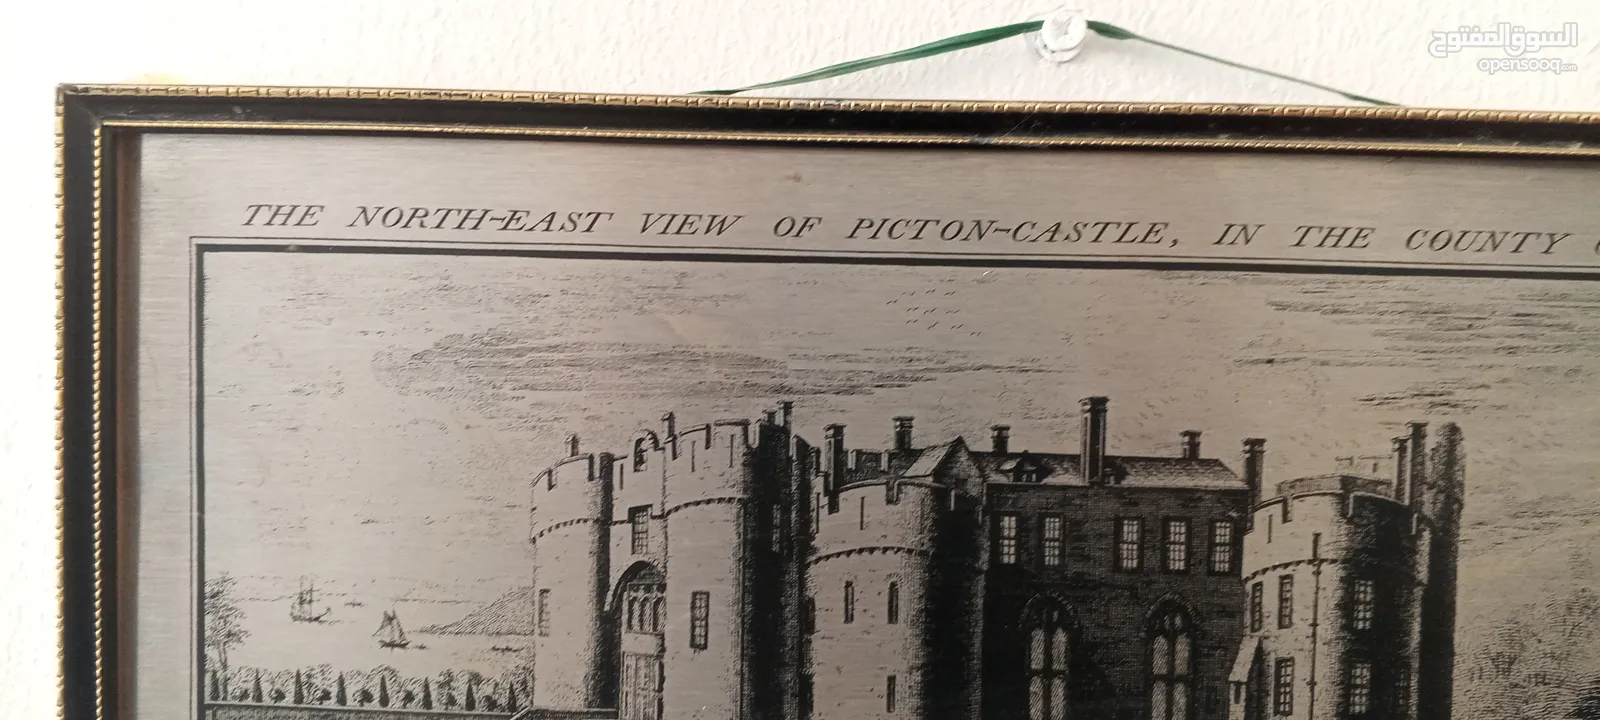 السوق المفتوح
opensooq.com
THE NORTH-EAST VIEW OF PICTON-CASTLE, IN THE COUNTY